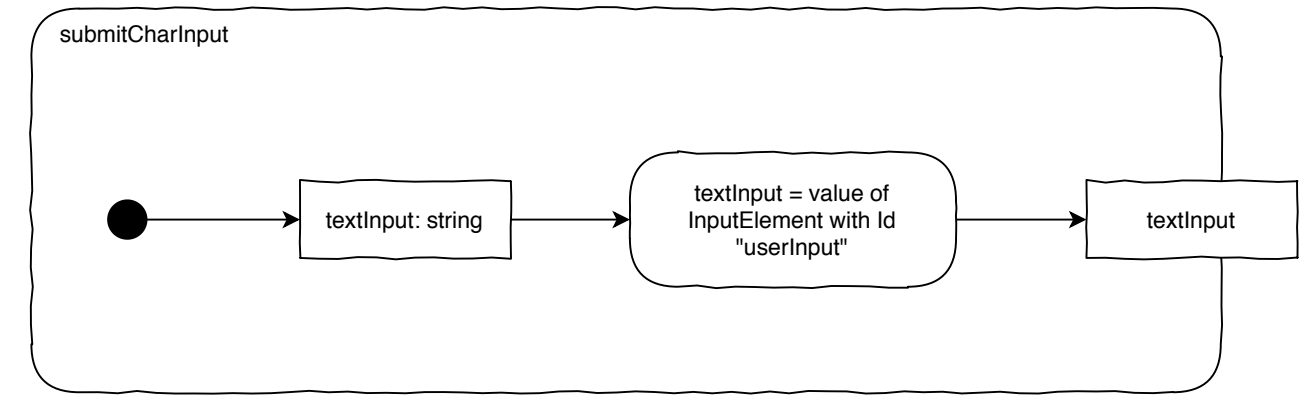 submitCharInput
textInput: string
textInput = value of
InputElement with Id
"userInput"
textInput